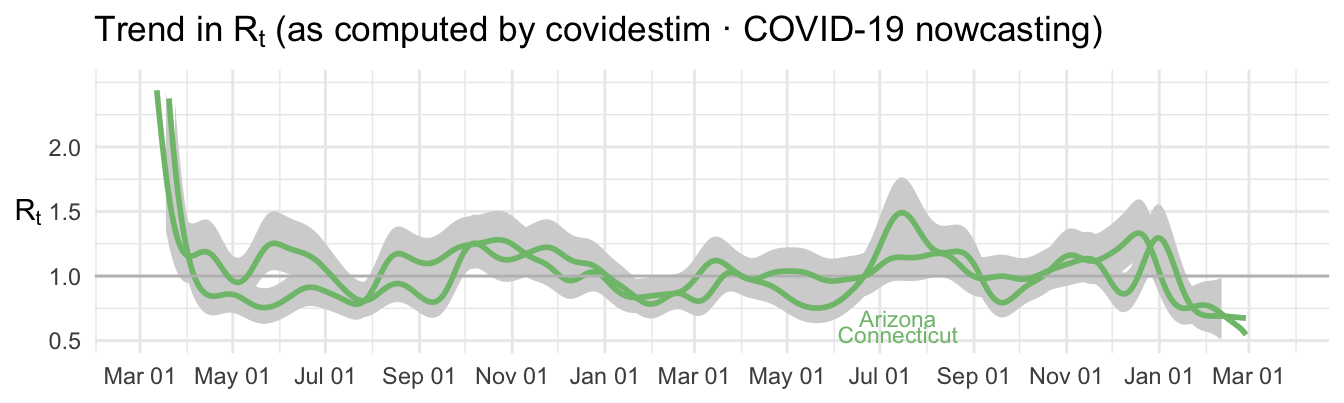 Trend in Rt (as computed by covidestim · COVID-19 nowcasting)
2.0
Rt 1.5
1.0
0.5
Arizona
Connecticut
Mar 01 May 01 Jul 01 Sep 01 Nov 01 Jan 01 Mar 01 May 01 Jul 01 Sep 01 Nov 01 Jan 01 Mar 01